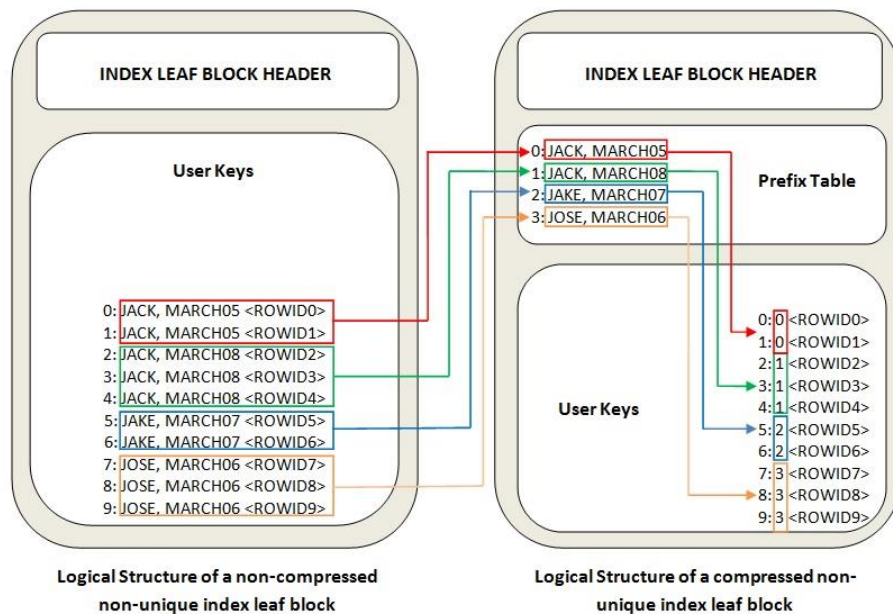 INDEX LEAF BLOCK HEADER
User Keys
0: JACK, MARCH05 <ROWID0>
1: JACK, MARCH05 <ROWID1>
2: JACK, MARCH08 <ROWID2>
3: JACK, MARCH08 <ROWID3>
4: JACK, MARCH08 <ROWID4>
5: JAKE, MARCH07 <ROWID5>
6: JAKE, MARCH07 <ROWID6>
7: JOSE, MARCH06 <ROWID7>
8: JOSE, MARCH06 <ROWID8>
9: JOSE, MARCH06 <ROWID9>
Logical Structure of a non-compressed
non-unique index leaf block
INDEX LEAF BLOCK HEADER
0: JACK, MARCH05
1: JACK, MARCH08
2: JAKE, MARCH07
3: JOSE, MARCH06
Prefix Table
User Keys
0: 0 <ROWID0>
1: 0 <ROWID1>
2: 1 <ROWID2>
3: 1 <ROWID3>
4: 1 <ROWID4>
5: 2 <ROWID5>
6: 2 <ROWID6>
7: 3 <ROWID7>
8: 3 <ROWID8>
9: 3 <ROWID9>
Logical Structure of a compressed non-
unique index leaf block